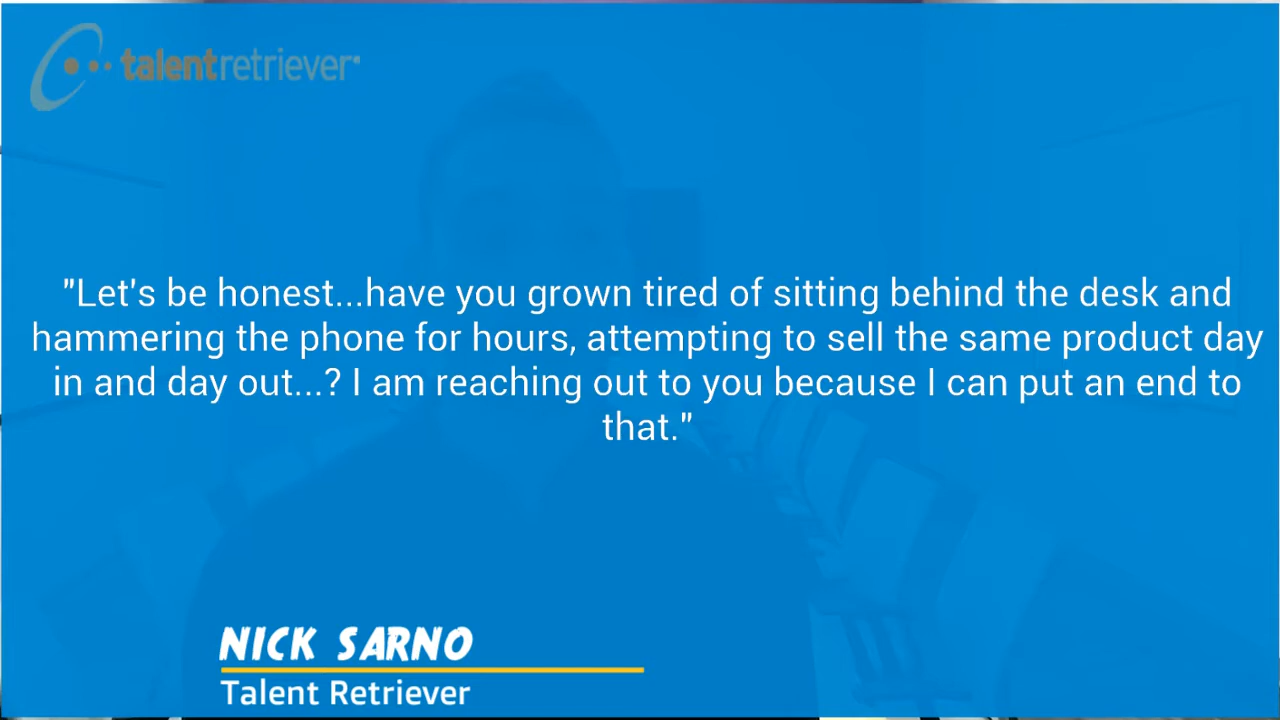 talentretriever
"Let's be honest...have you grown tired of sitting behind the desk and
hammering the phone for hours, attempting to sell the same product day
in and day out...? I am reaching out to you because I can put an end to
that."
NICK SARNO
Talent Retriever